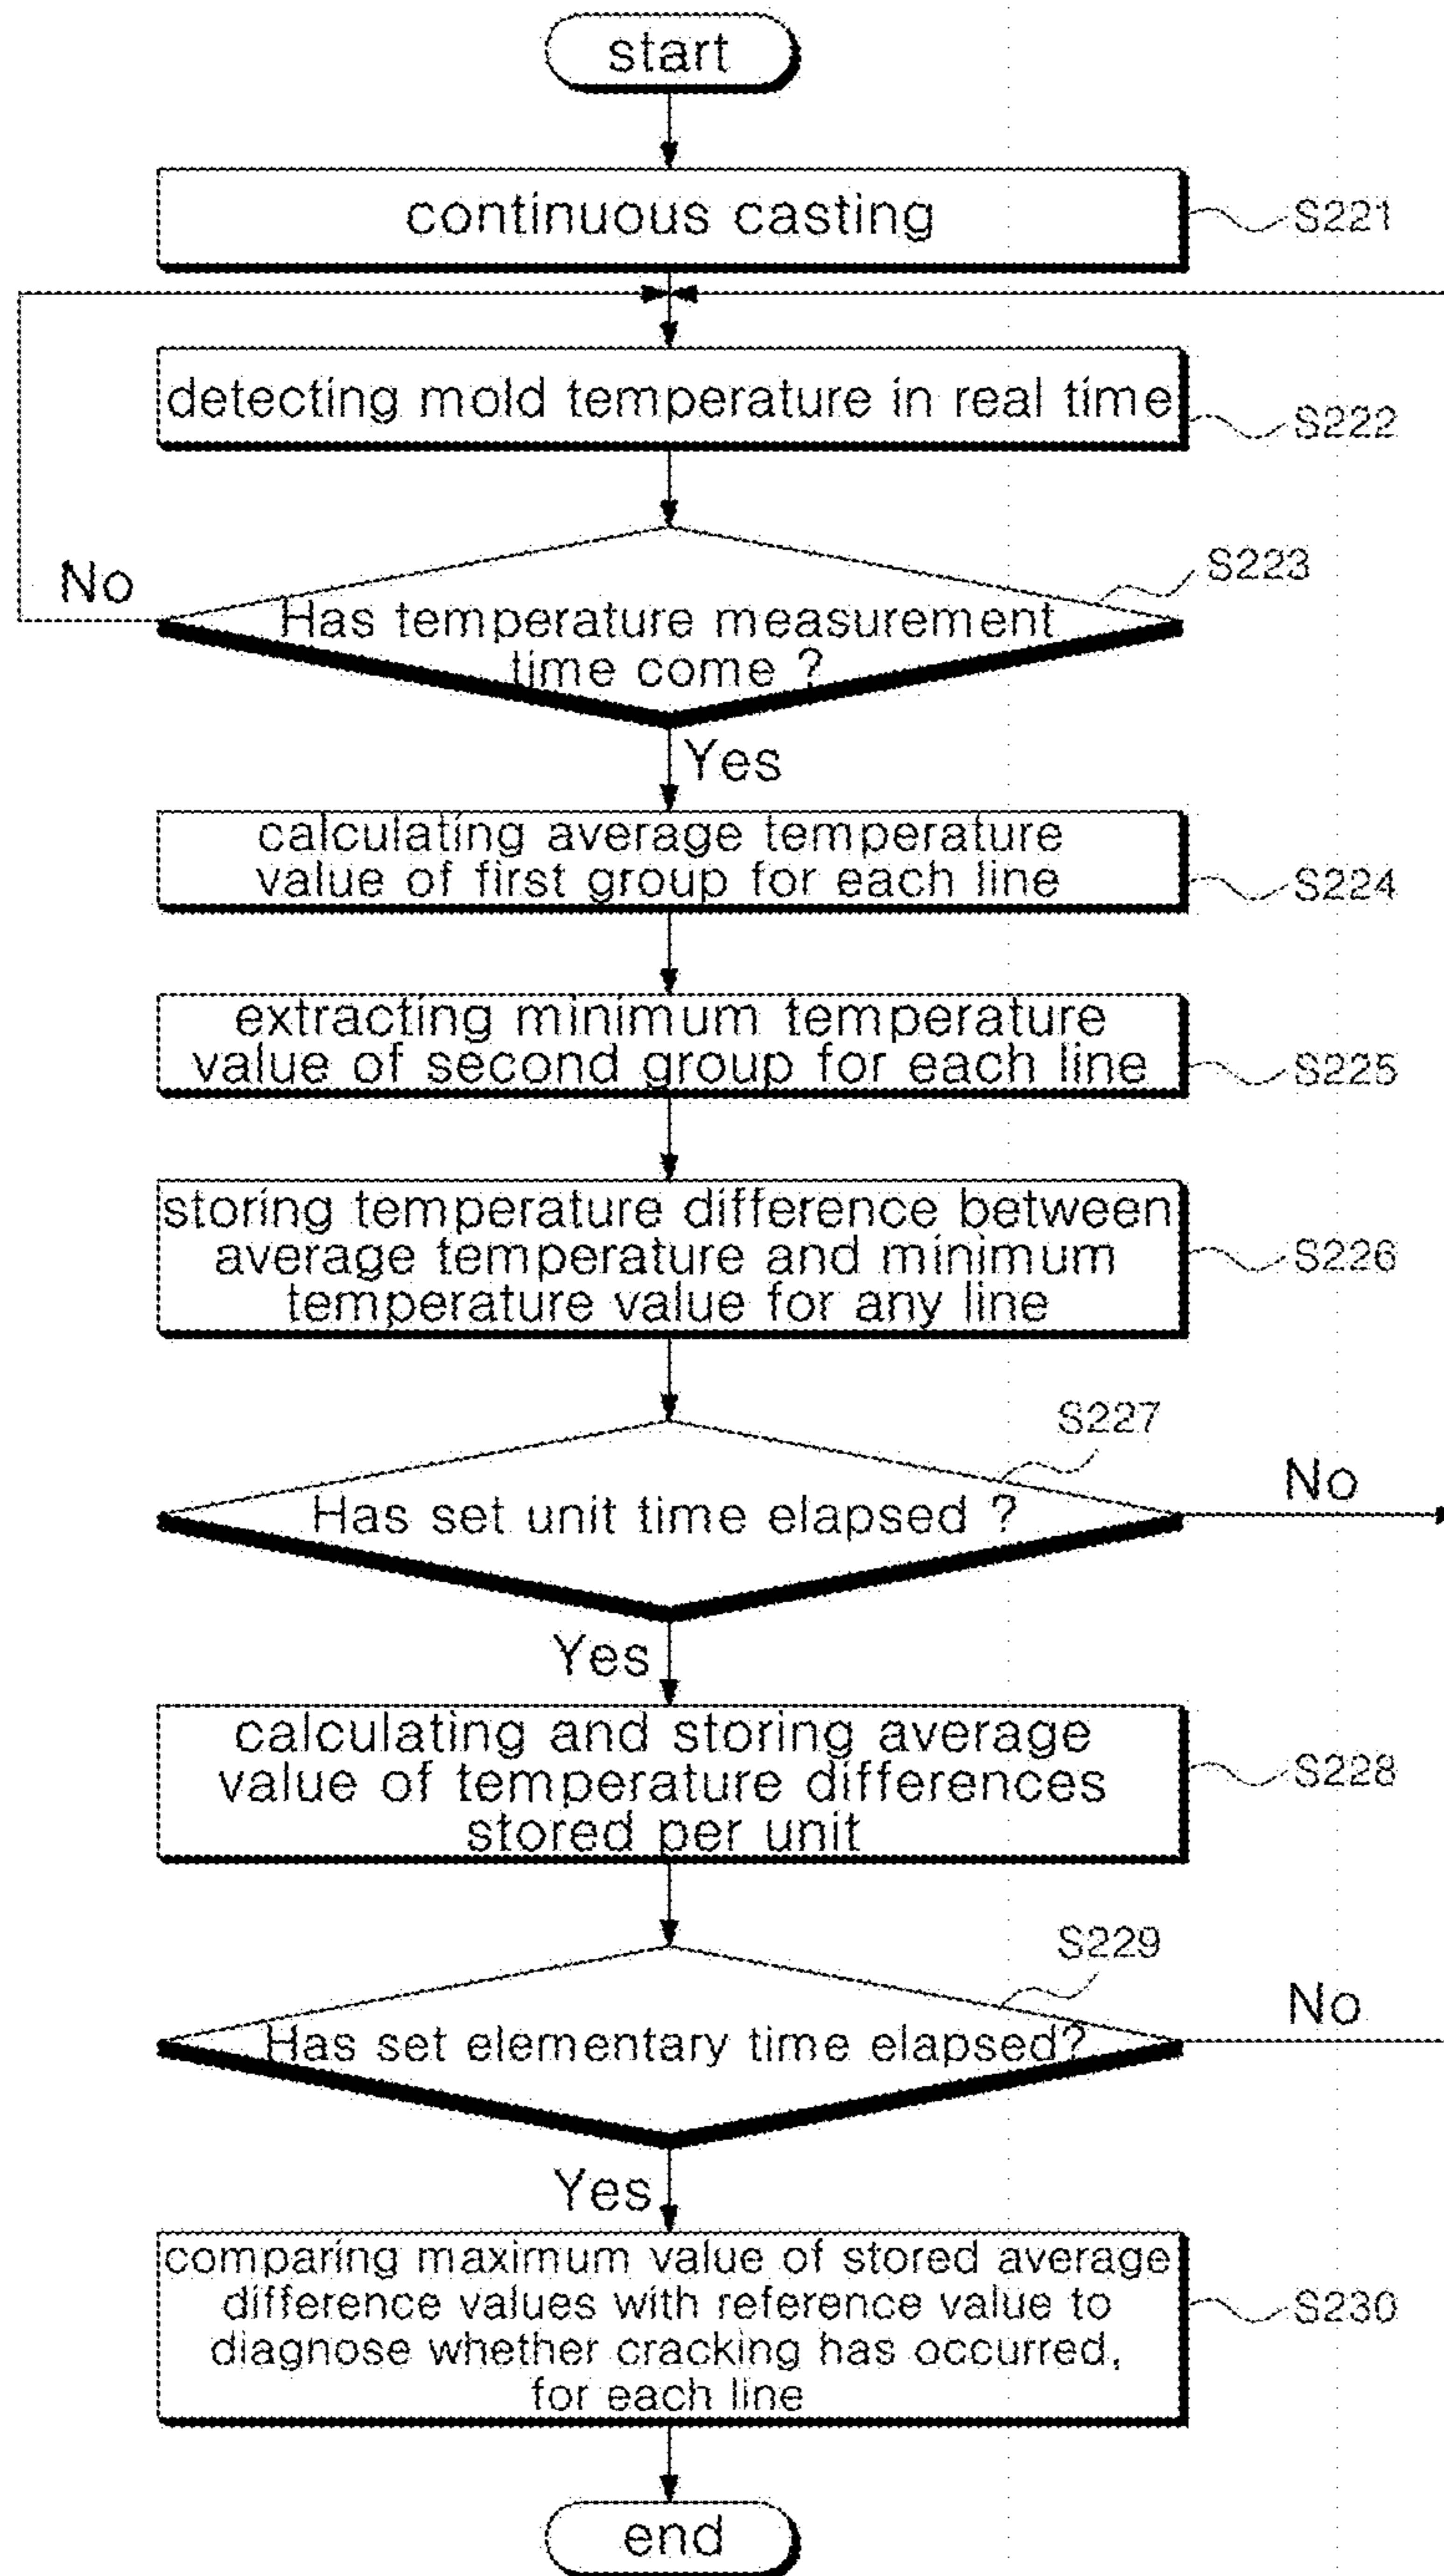 start
continuous casting
S221
detecting mold temperature in real time
S222
S223
No
Has temperature measurement
time come ?
Yes
calculating average temperature
value of first group for each line
S224
extracting minimum temperature
value of second group for each line
S225
storing temperature difference between
average temperature and minimum
temperature value for any line
S226
S227
No
Has set unit time elapsed ?
Yes
calculating and storing average
value of temperature differences
stored per unit
S228
S229
No
Has set elementary time elapsed?
Yes
comparing maximum value of stored average
difference values with reference value to
diagnose whether cracking has occurred,
for each line
S230
end